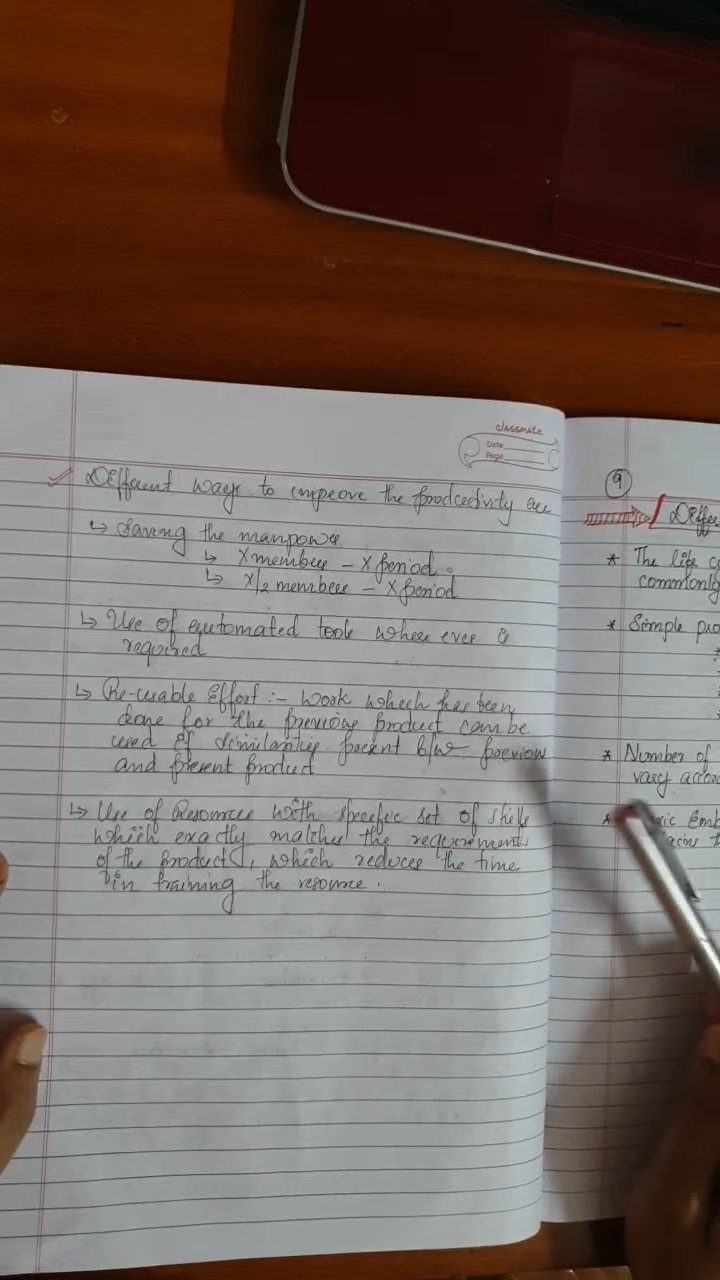 classmate
Date
Page
Different ways to improve the productivity are
↳ Saving the manpower
↳ X members - X period.
↳ X/2 members - X period
↳ Use of automated tools where ever is
required
↳ Re-usable Effort :- Work which has been
done for the previous product can be
used if similarities present b/w previous
and present product
↳ Use of Resources with specific set of skills
which exactly matches the requirements
of the product, which reduces the time
in training the resource.
9
Differ
* The life c
commonly
* Simple pro
* Number of
vary accor
* Emb